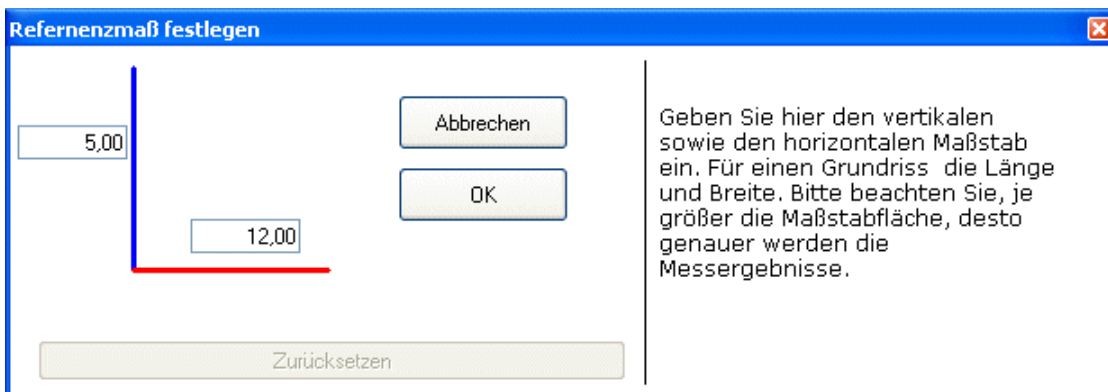 Refernenzmaß festlegen
5,00
12,00
Abbrechen
OK
Zurücksetzen
Geben Sie hier den vertikalen
sowie den horizontalen Maßstab
ein. Für einen Grundriss  die Länge
und Breite. Bitte beachten Sie, je
größer die Maßstabfläche, desto
genauer werden die
Messergebnisse.